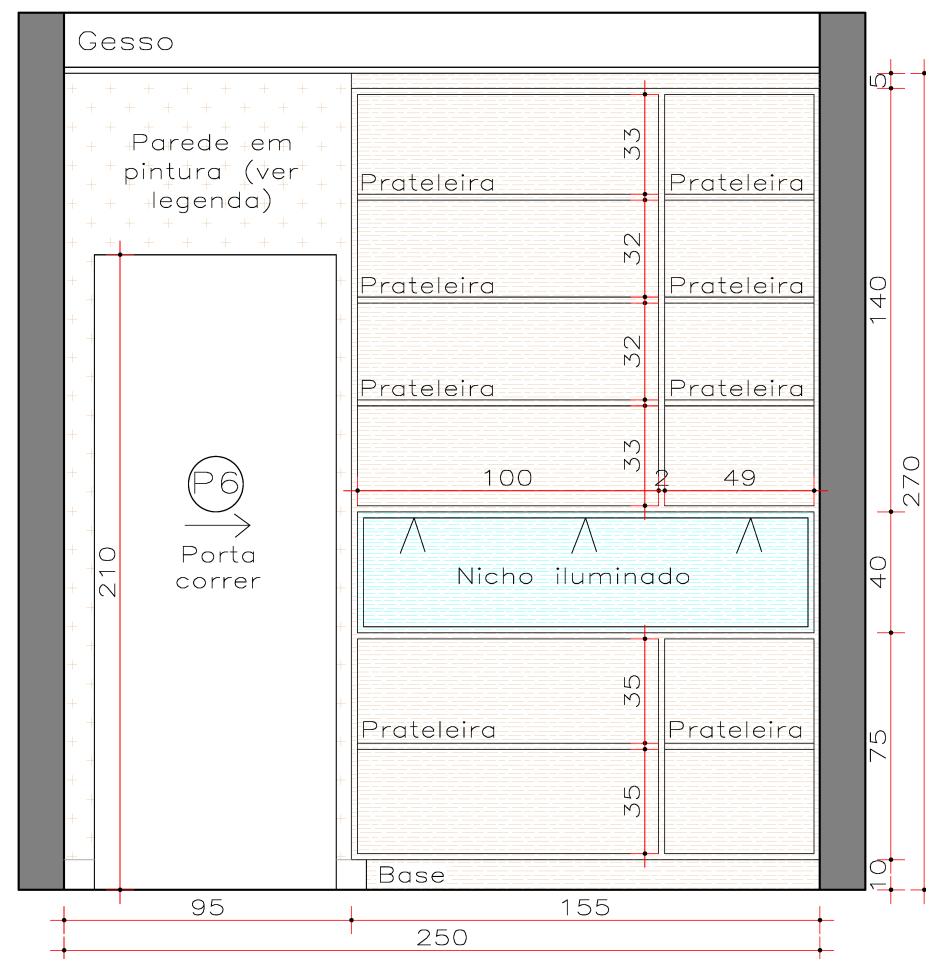 Gesso
5
Parede em
pintura (ver
legenda)
33
Prateleira
Prateleira
32
Prateleira
Prateleira
140
32
Prateleira
Prateleira
33
100
2
49
270
P6
210
Porta
correr
Nicho iluminado
40
35
Prateleira
Prateleira
75
35
Base
10
95
155
250